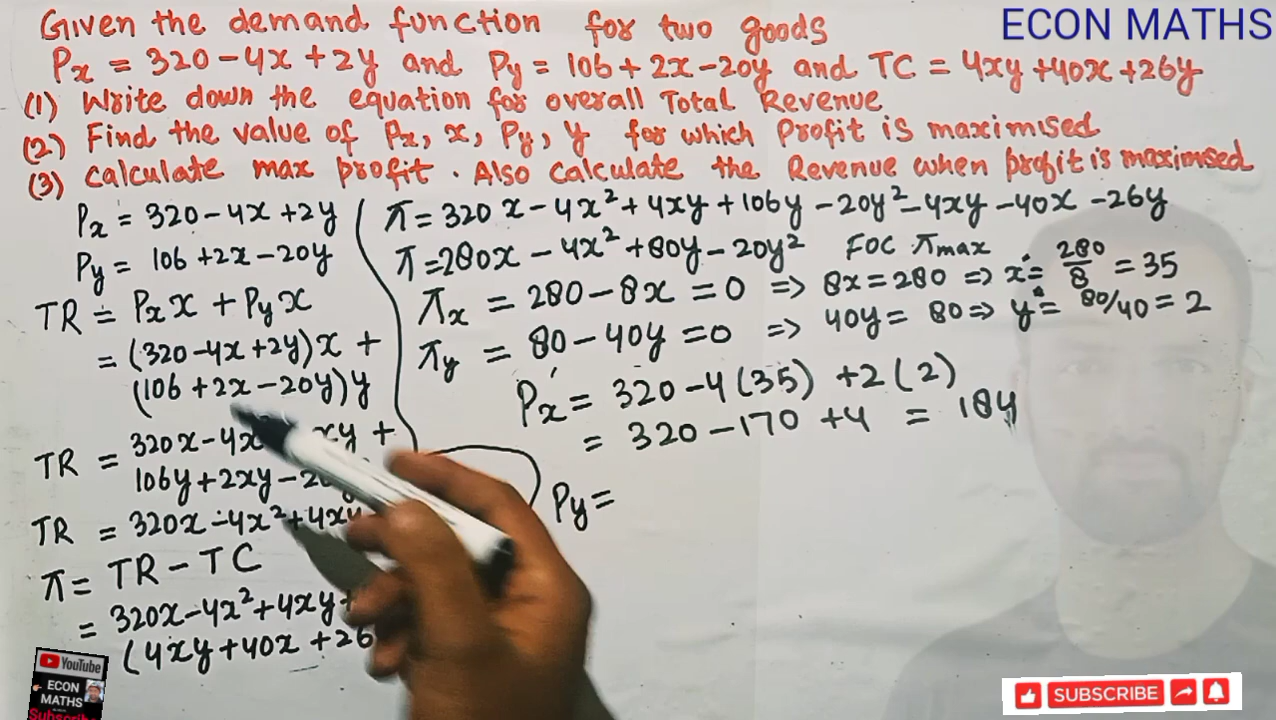 ECON MATHS
Given the demand function for two goods
Px = 320-4x+2y and Py = 106+2x-20y and TC = 4xy+40x+26y
(1) Write down the equation for overall Total Revenue
(2) Find the value of Px, x, Py, y for which Profit is maximised
(3) calculate max profit. Also calculate the Revenue when profit is maximised
Px = 320-4x+2y
Py = 106+2x-20y
TR = Px x + Py x
= (320-4x+2y)x +
(106+2x-20y)y
TR = 320x-4x xy +
106y+2xy-2
TR = 320x-4x²+4xy
π = TR-TC
= 320x-4x²+4xy+
(4xy+40x+26
π = 320x-4x²+4xy+106y-20y²-4xy-40x-26y
π = 280x-4x²+80y-20y² FOC πmax
πx = 280-8x=0 => 8x=280 => x* = 280/8 = 35
πy = 80-40y=0 => 40y=80 => y* = 80/40 = 2
Px = 320-4(35)+2(2)
= 320-170+4 = 184
Py =
YouTube
ECON
MATHS
Subscribe
SUBSCRIBE